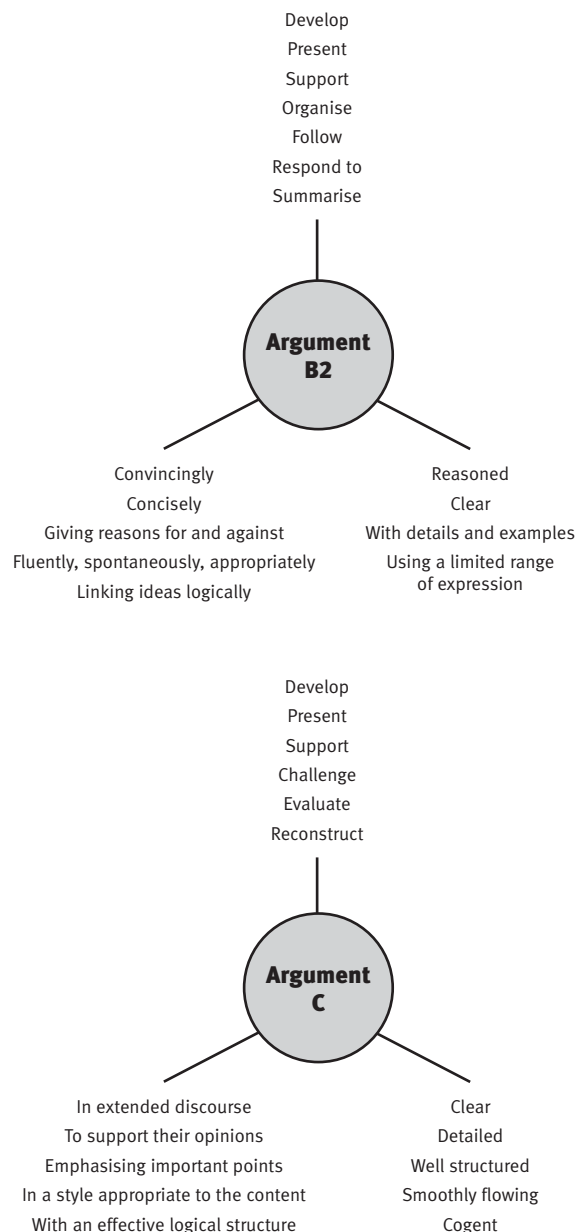 Develop
Present
Support
Organise
Follow
Respond to
Summarise
Argument
B2
Convincingly
Concisely
Giving reasons for and against
Fluently, spontaneously, appropriately
Linking ideas logically
Reasoned
Clear
With details and examples
Using a limited range
of expression
Develop
Present
Support
Challenge
Evaluate
Reconstruct
Argument
C
In extended discourse
To support their opinions
Emphasising important points
In a style appropriate to the content
With an effective logical structure
Clear
Detailed
Well structured
Smoothly flowing
Cogent